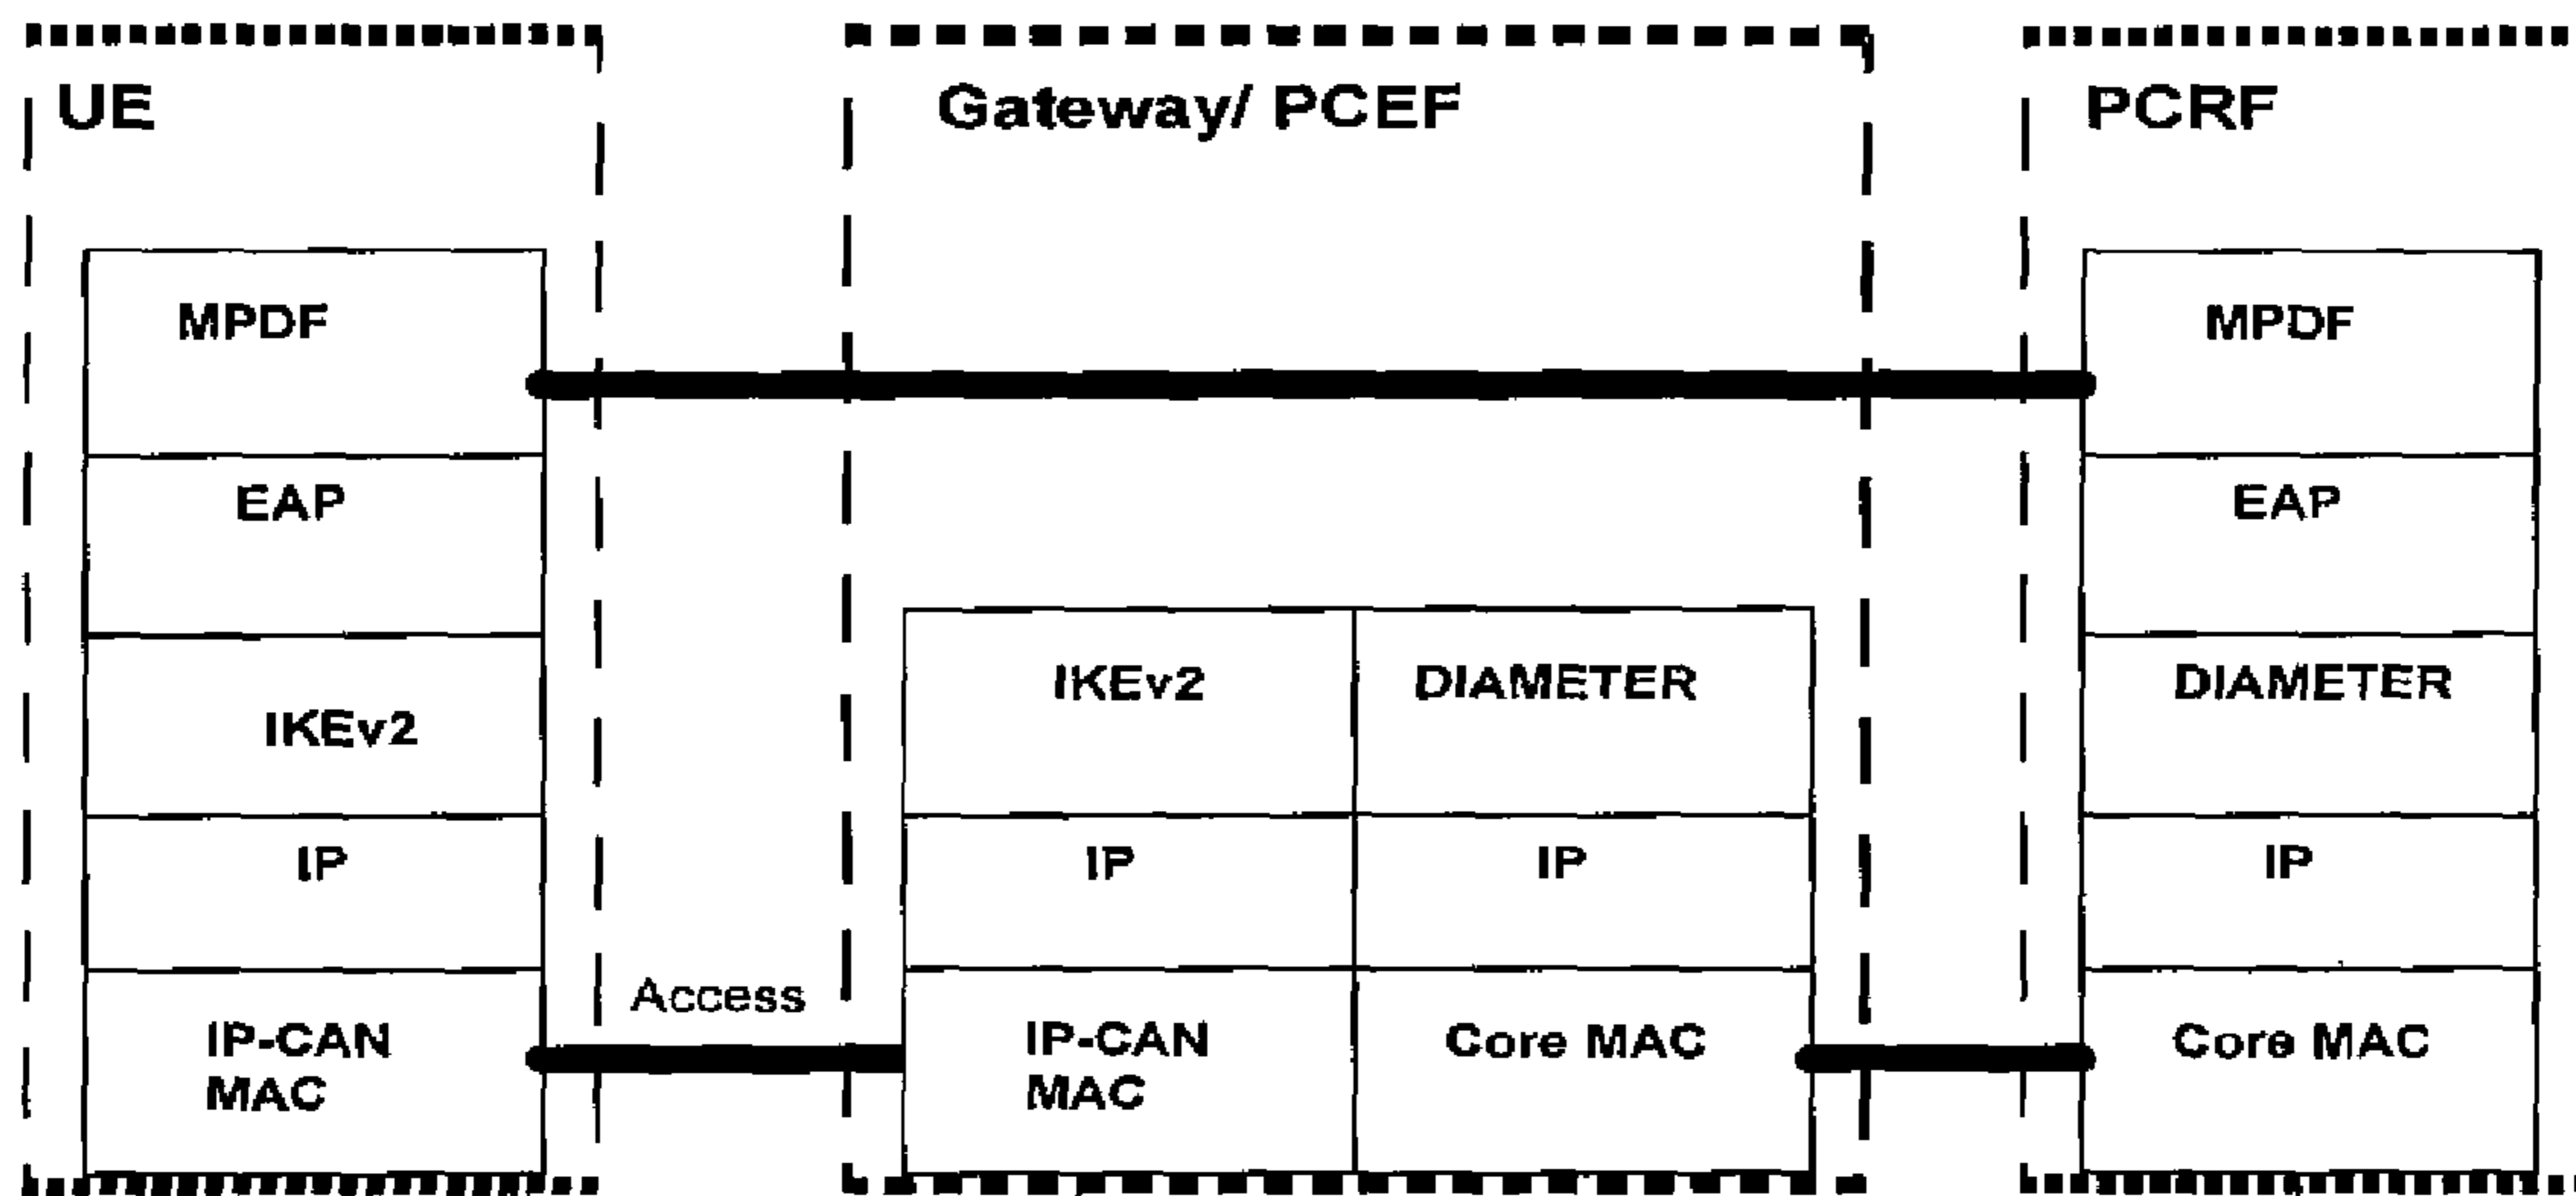 UE
Gateway/ PCEF
PCRF
MPDF
MPDF
EAP
EAP
IKEv2
IKEv2
DIAMETER
DIAMETER
IP
IP
IP
IP
Access
IP-CAN
MAC
IP-CAN
MAC
Core MAC
Core MAC